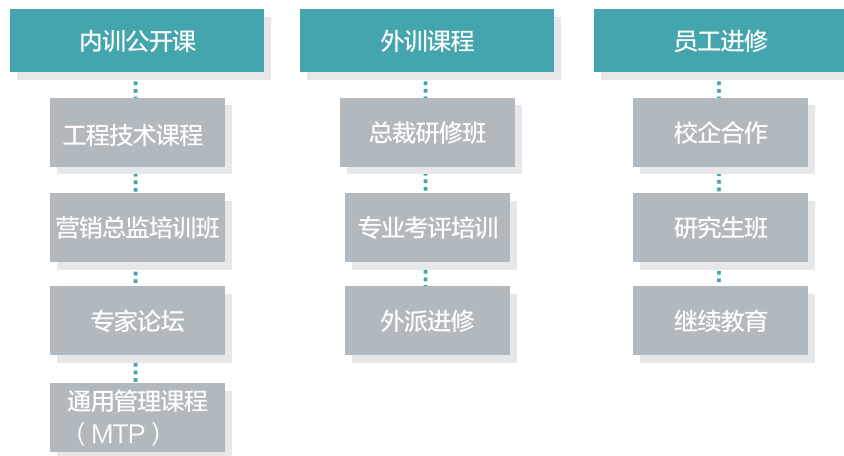 内训公开课
工程技术课程
营销总监培训班
专家论坛
通用管理课程
（MTP）
外训课程
总裁研修班
专业考评培训
外派进修
员工进修
校企合作
研究生班
继续教育